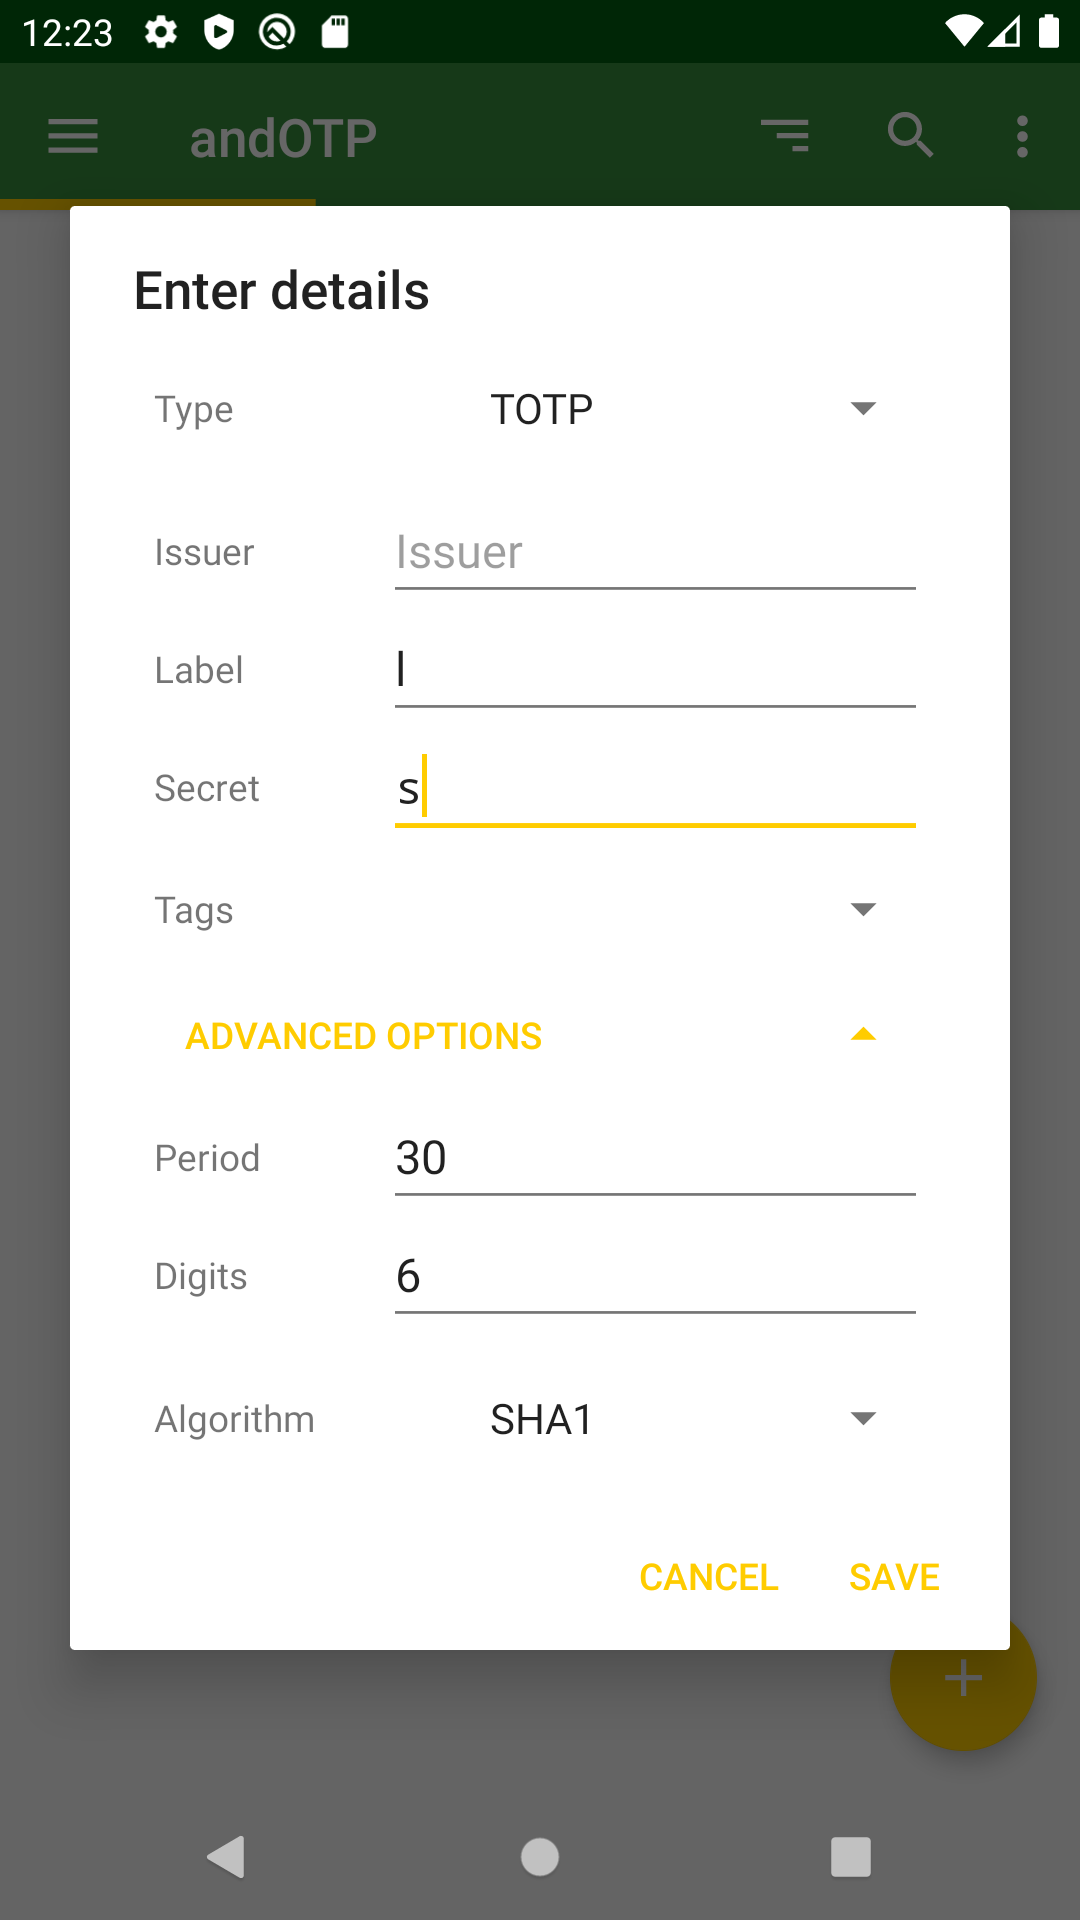 12:23
andOTP
Enter details
Type TOTP
Issuer Issuer
Label l
Secret s
Tags
ADVANCED OPTIONS
Period 30
Digits 6
Algorithm SHA1
CANCEL SAVE